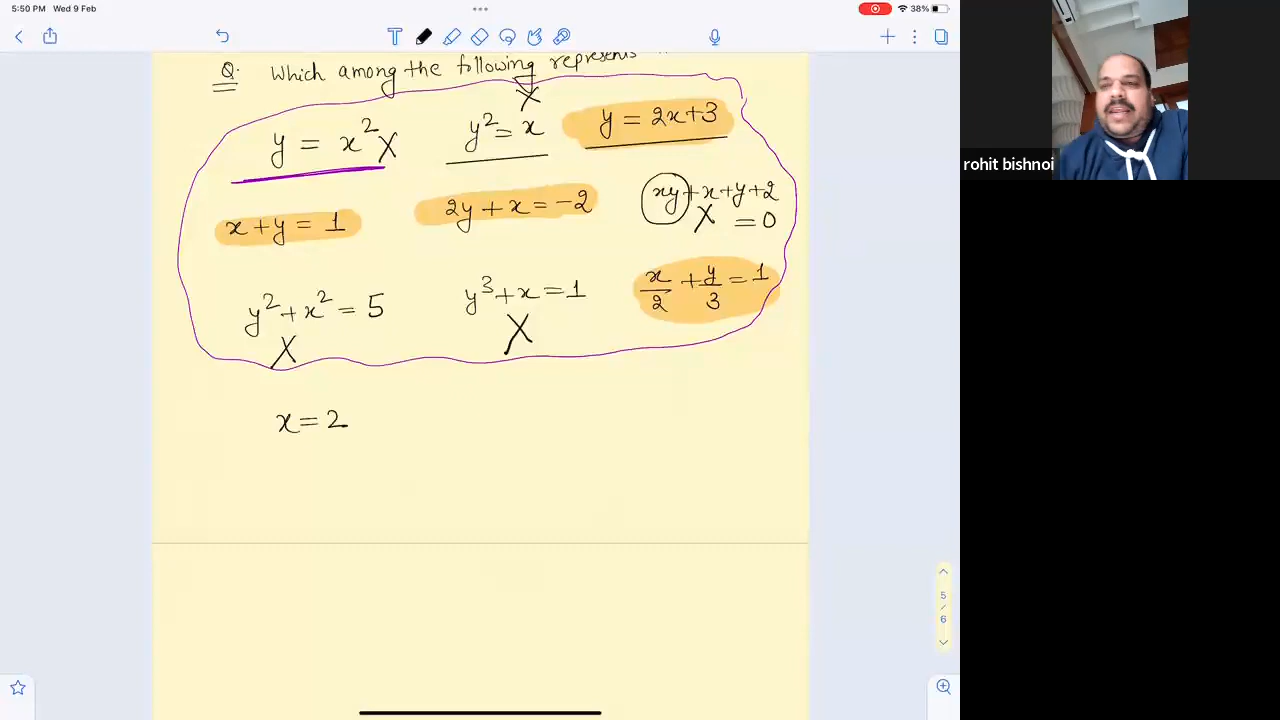 5:50 PM Wed 9 Feb
38%
Q. Which among the following represents
y = x² X
y² = x
X
y = 2x+3
x+y = 1
2y+x = -2
xy+x+y+2
= 0
X
y²+x² = 5
X
y³+x = 1
X
x/2 + y/3 = 1
x = 2
5
/
6
rohit bishnoi